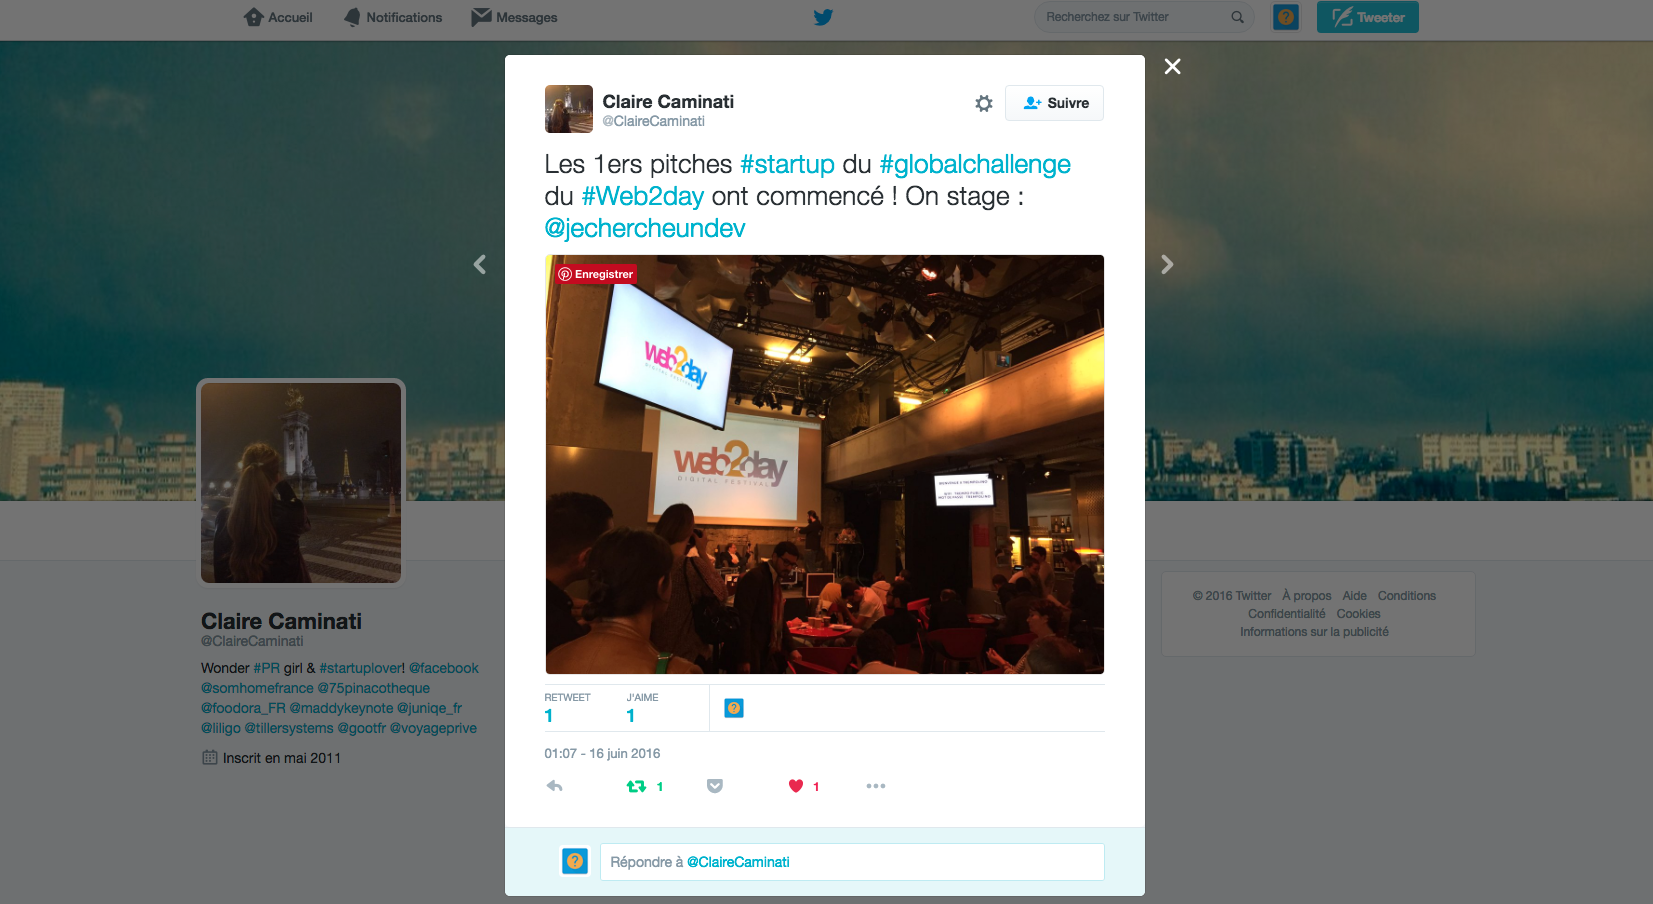 Accueil
Notifications
Messages
Recherchez sur Twitter
Tweeter
Claire Caminati
@ClaireCaminati
Suivre
Les 1ers pitches #startup du #globalchallenge
du #Web2day ont commencé ! On stage :
@jechercheundev
Enregistrer
web2day
DIGITAL FESTIVAL
web2day
DIGITAL FESTIVAL
RETWEET
1
J'AIME
1
01:07 - 16 juin 2016
1
1
Répondre à @ClaireCaminati
Claire Caminati
@ClaireCaminati
Wonder #PR girl & #startuplover! @facebook
@somhomefrance @75pinacotheque
@foodora_FR @maddykeynote @juniqe_fr
@liligo @tillersystems @gootfr @voyageprive
Inscrit en mai 2011
© 2016 Twitter À propos Aide Conditions
Confidentialité Cookies
Informations sur la publicité